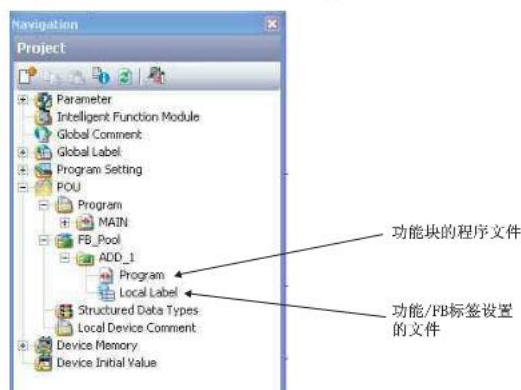 Navigation
Project
Parameter
Intelligent Function Module
Global Comment
Global Label
Program Setting
POU
Program
MAIN
FB_Pool
ADD_1
Program
Local Label
Structured Data Types
Local Device Comment
Device Memory
Device Initial Value
功能块的程序文件
功能/FB标签设置
的文件